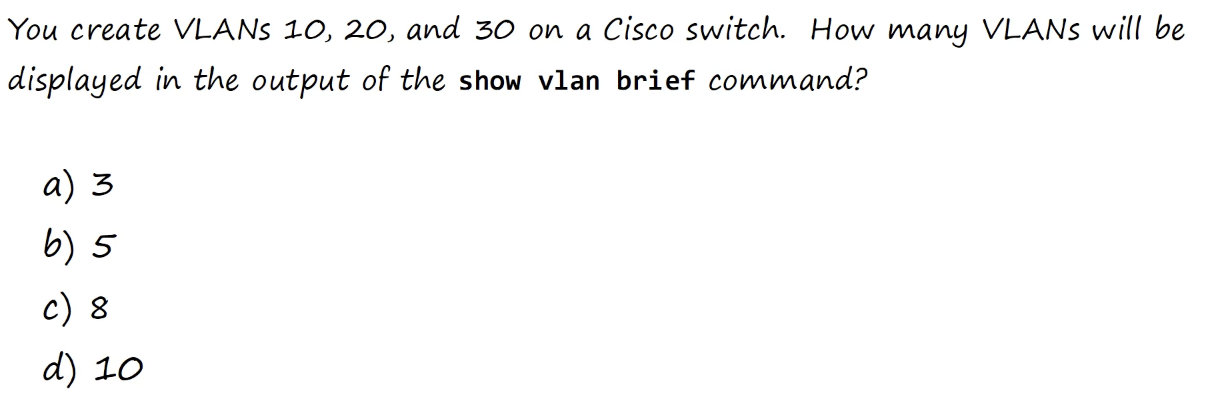 You create VLANs 10, 20, and 30 on a Cisco switch. How many VLANs will be
displayed in the output of the show vlan brief command?
a) 3
b) 5
c) 8
d) 10